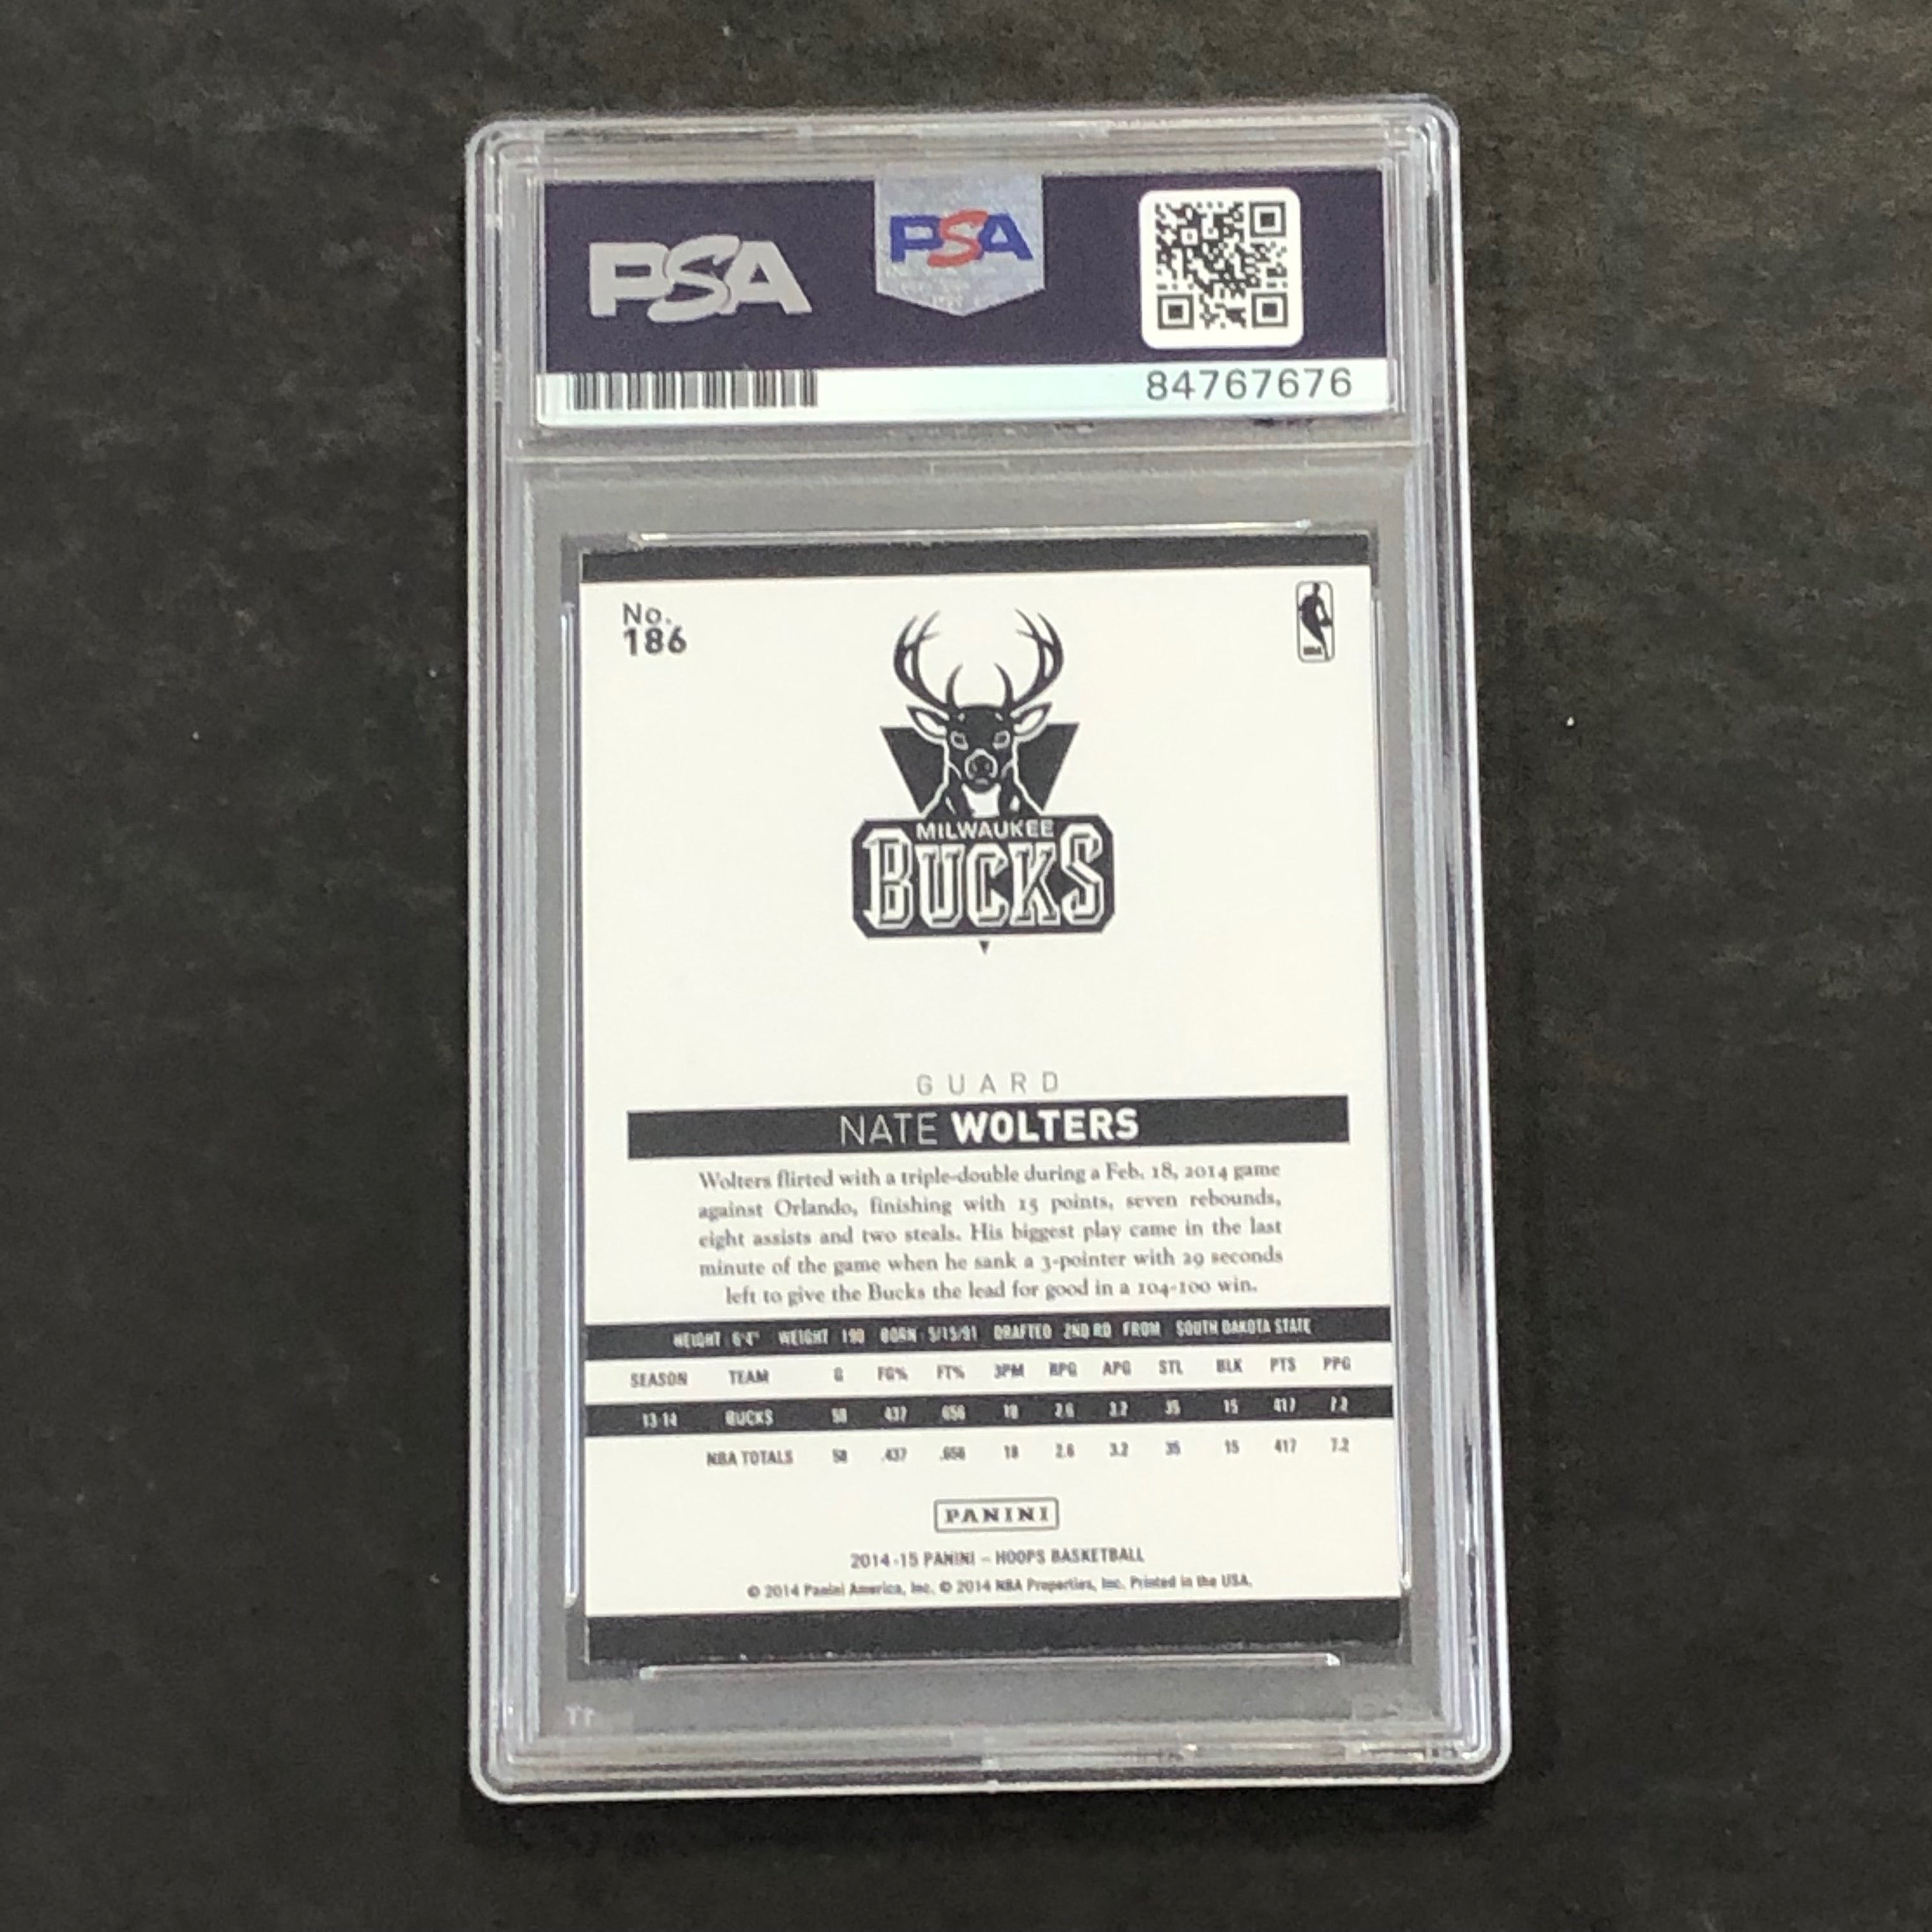 PSA
PSA
84767676
No.
186
MILWAUKEE
BUCKS
GUARD
NATE WOLTERS
Wolters flirted with a triple-double during a Feb. 18, 2014 game
against Orlando, finishing with 15 points, seven rebounds,
eight assists and two steals. His biggest play came in the last
minute of the game when he sank a 3-pointer with 29 seconds
left to give the Bucks the lead for good in a 104-100 win.
HEIGHT 6'4" WEIGHT 190 BORN 5/15/91 DRAFTED 2ND RD FROM SOUTH DAKOTA STATE
SEASON TEAM G FG% FT% 3PM RPG APG STL BLK PTS PPG
13-14 BUCKS 58 .437 .656 18 2.6 3.2 35 15 417 7.2
NBA TOTALS 58 .437 .656 18 2.6 3.2 35 15 417 7.2
PANINI
2014-15 PANINI – HOOPS BASKETBALL
© 2014 Panini America, Inc. © 2014 NBA Properties, Inc. Printed in the USA.